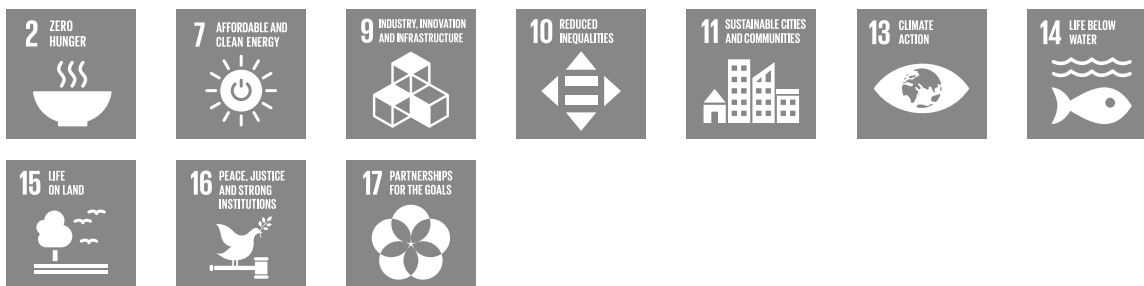 2 ZERO
HUNGER
7 AFFORDABLE AND
CLEAN ENERGY
9 INDUSTRY, INNOVATION
AND INFRASTRUCTURE
10 REDUCED
INEQUALITIES
11 SUSTAINABLE CITIES
AND COMMUNITIES
13 CLIMATE
ACTION
14 LIFE BELOW
WATER
15 LIFE
ON LAND
16 PEACE, JUSTICE
AND STRONG
INSTITUTIONS
17 PARTNERSHIPS
FOR THE GOALS